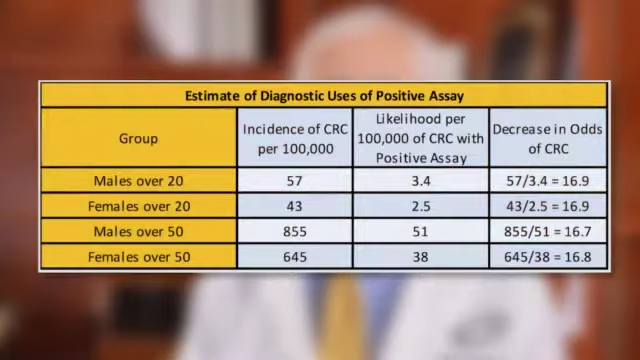 Estimate of Diagnostic Uses of Positive Assay
Group
Incidence of CRC
per 100,000
Likelihood per
100,000 of CRC with
Positive Assay
Decrease in Odds
of CRC
Males over 20
57
3.4
57/3.4 = 16.9
Females over 20
43
2.5
43/2.5 = 16.9
Males over 50
855
51
855/51 = 16.7
Females over 50
645
38
645/38 = 16.8